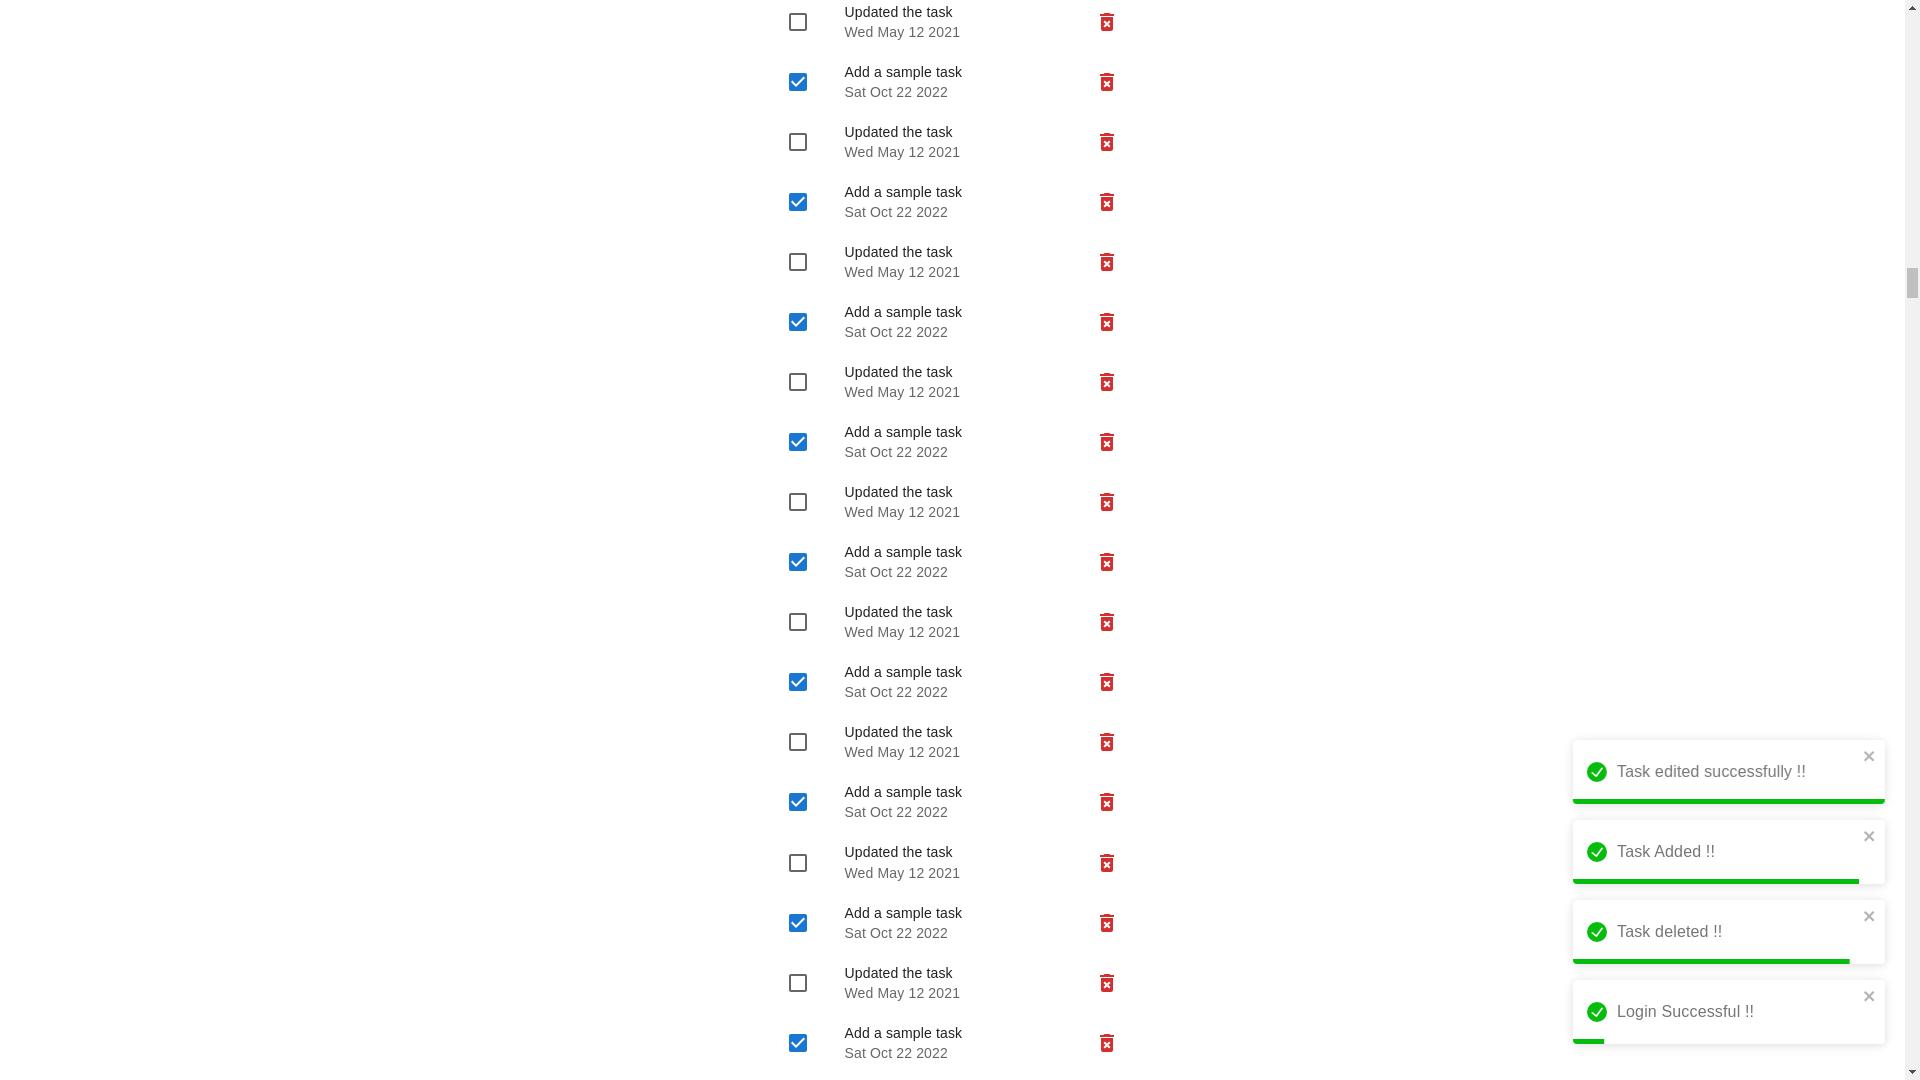 Updated the task
Wed May 12 2021
Add a sample task
Sat Oct 22 2022
Updated the task
Wed May 12 2021
Add a sample task
Sat Oct 22 2022
Updated the task
Wed May 12 2021
Add a sample task
Sat Oct 22 2022
Updated the task
Wed May 12 2021
Add a sample task
Sat Oct 22 2022
Updated the task
Wed May 12 2021
Add a sample task
Sat Oct 22 2022
Updated the task
Wed May 12 2021
Add a sample task
Sat Oct 22 2022
Updated the task
Wed May 12 2021
Add a sample task
Sat Oct 22 2022
Updated the task
Wed May 12 2021
Add a sample task
Sat Oct 22 2022
Updated the task
Wed May 12 2021
Add a sample task
Sat Oct 22 2022
Task edited successfully !!
Task Added !!
Task deleted !!
Login Successful !!